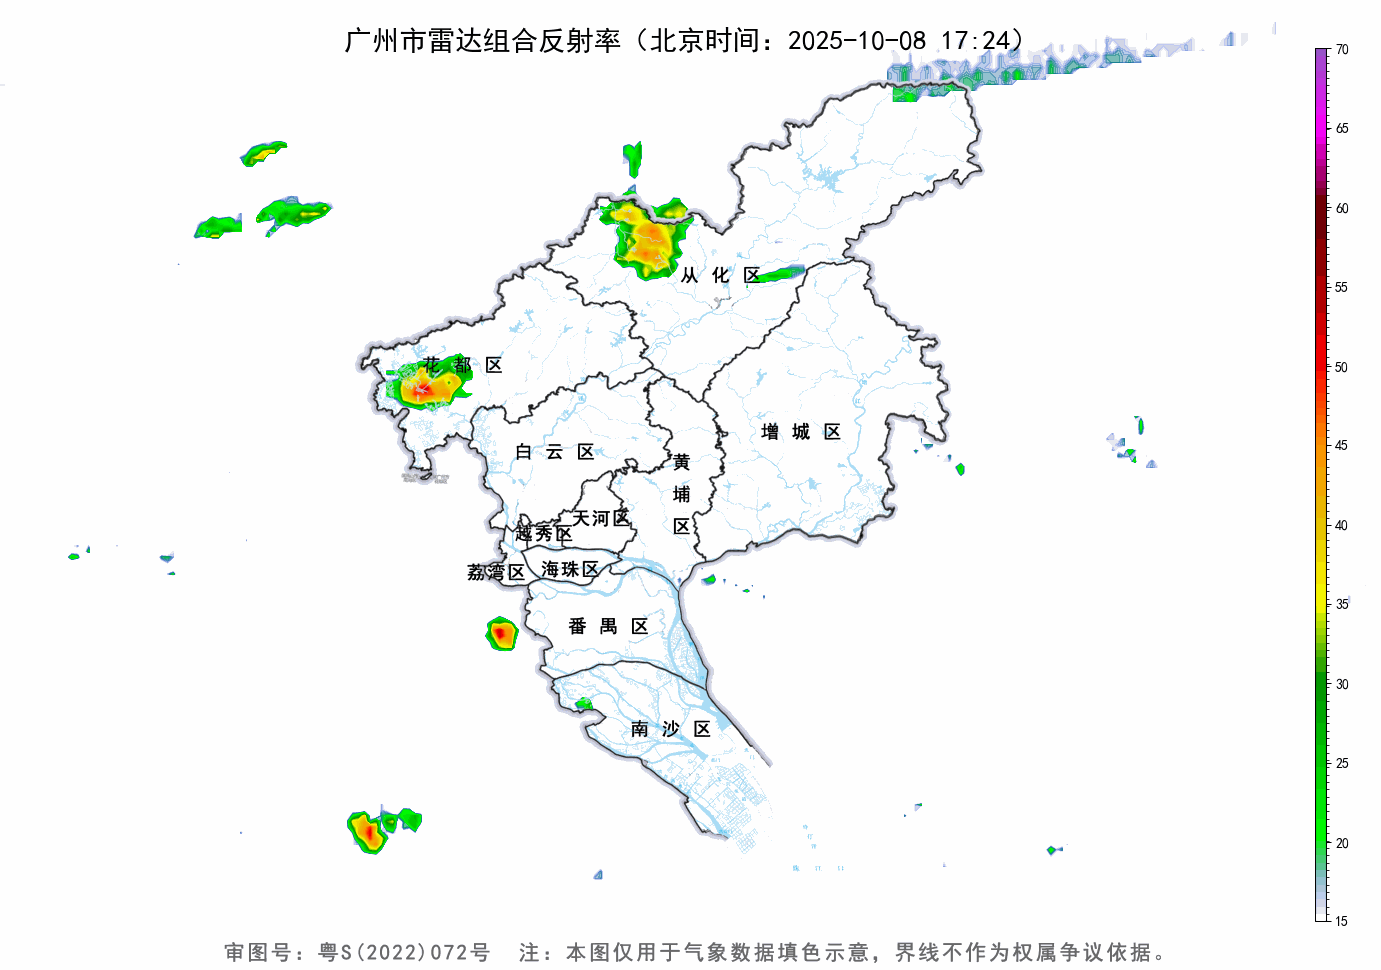 广州市雷达组合反射率（北京时间：2025-10-08 17:24）
70
65
60
55
50
45
40
35
30
25
20
15
从化区
花都区
增城区
白云区
黄埔区
天河区
越秀区
荔湾区
海珠区
番禺区
南沙区
审图号：粤S(2022)072号 注：本图仅用于气象数据填色示意，界线不作为权属争议依据。